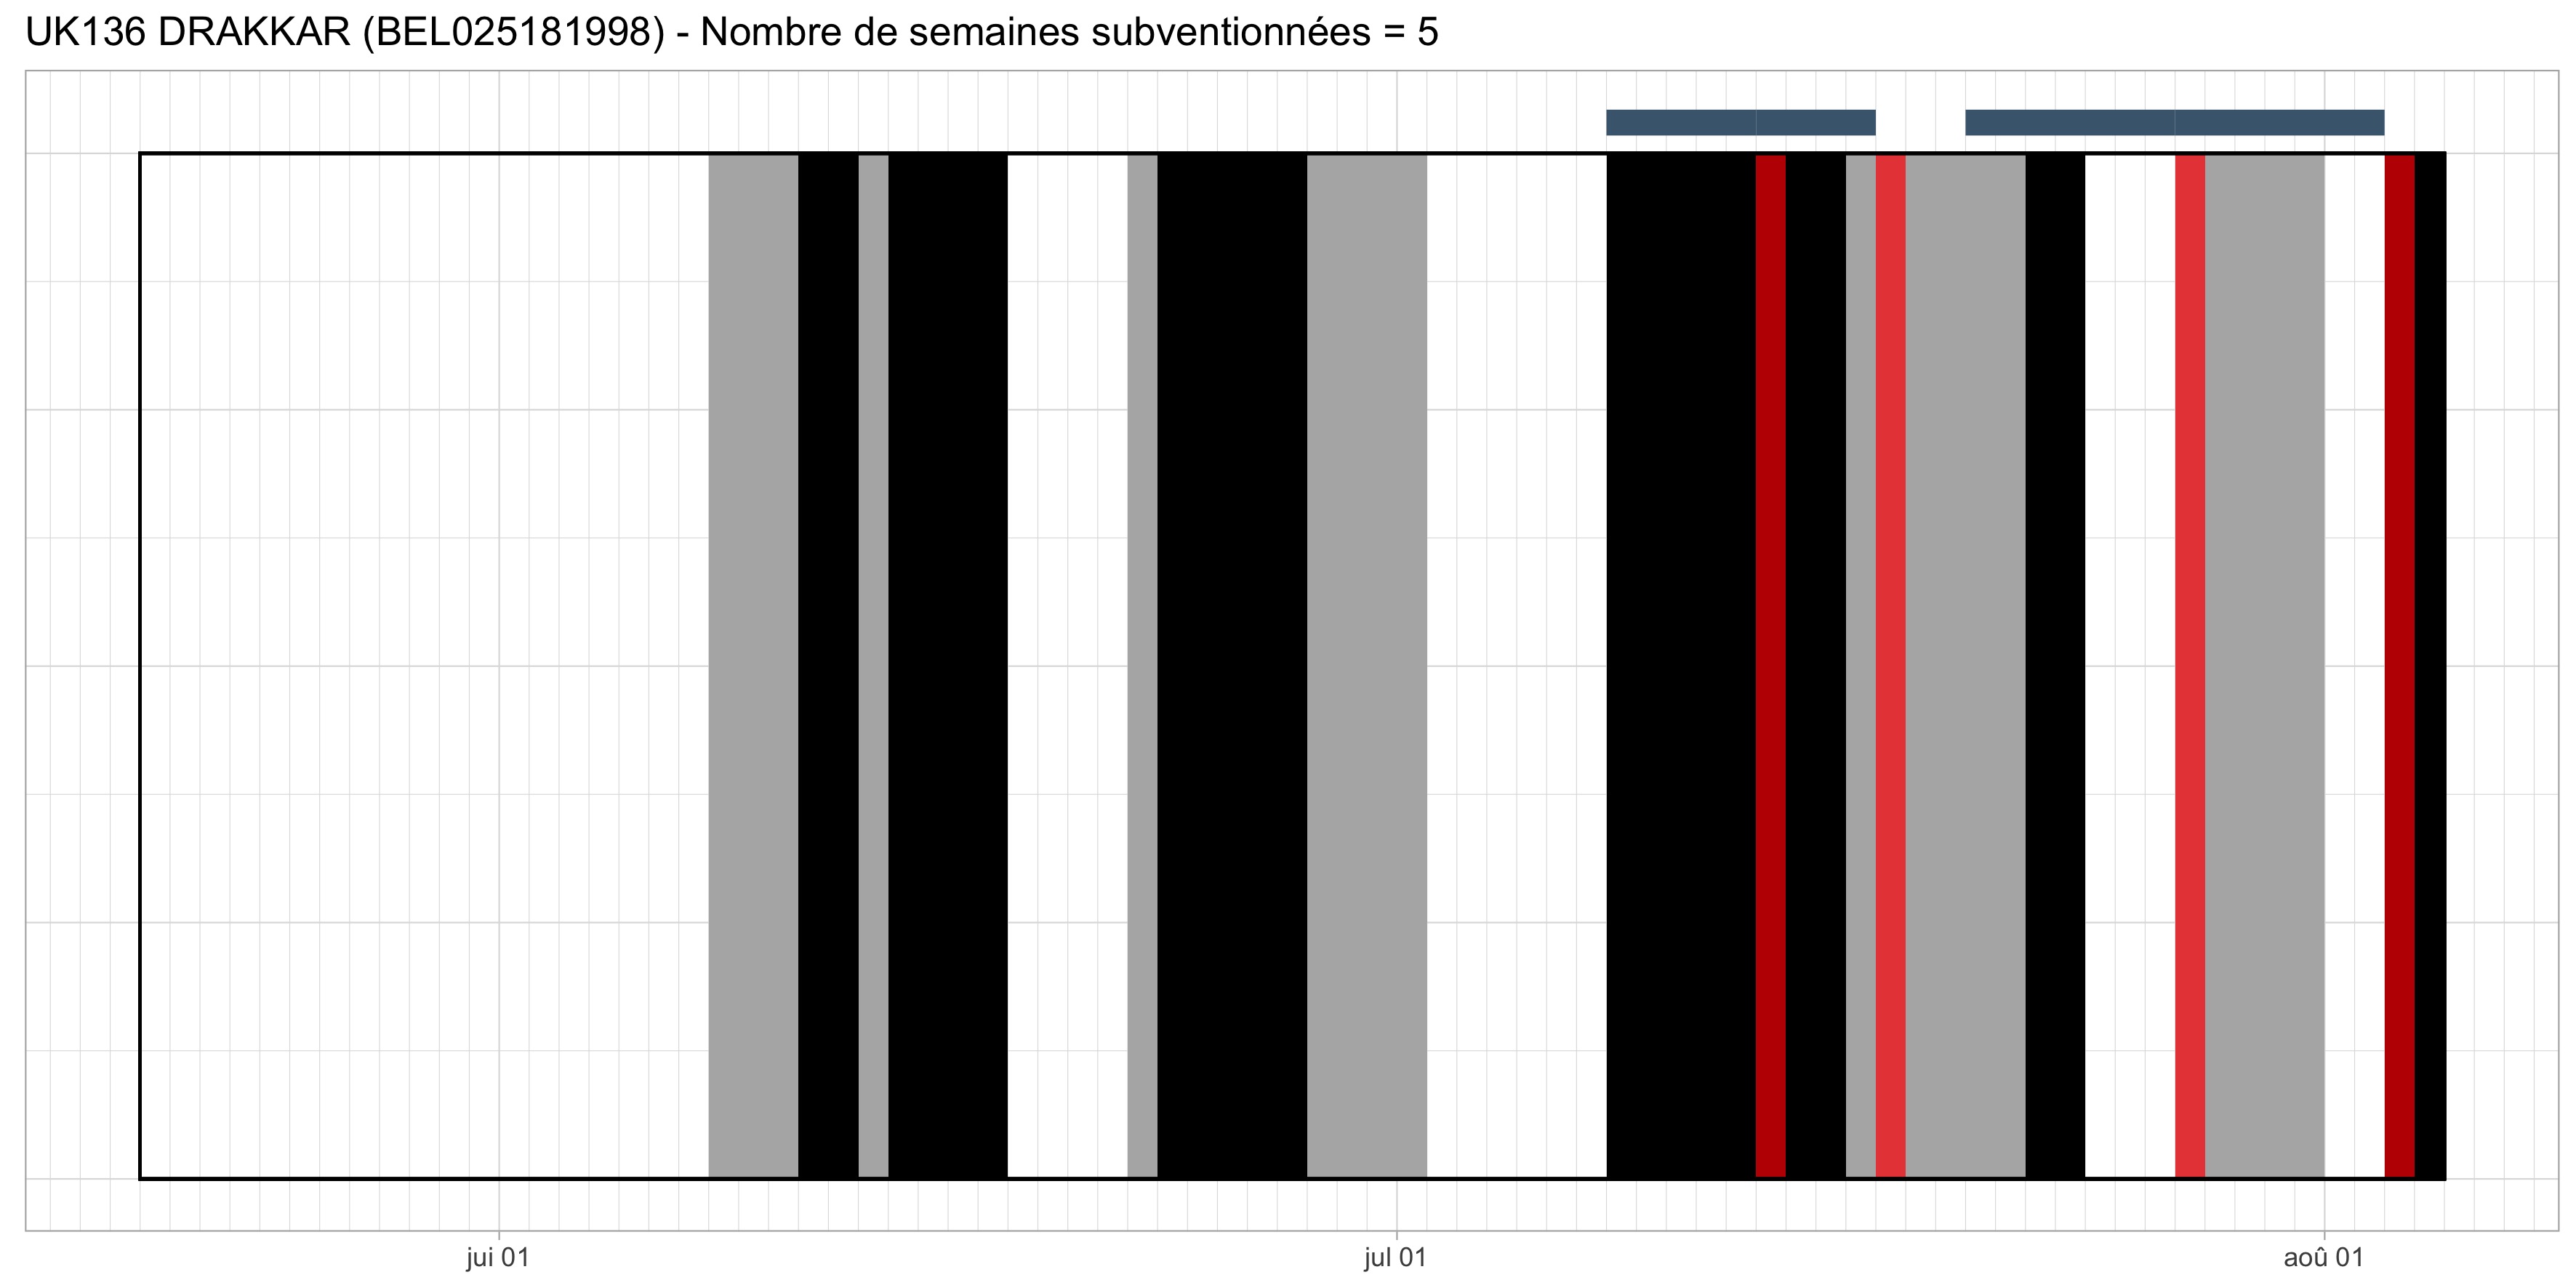 UK136 DRAKKAR (BEL025181998) - Nombre de semaines subventionnées = 5
jui 01
jul 01
aoû 01